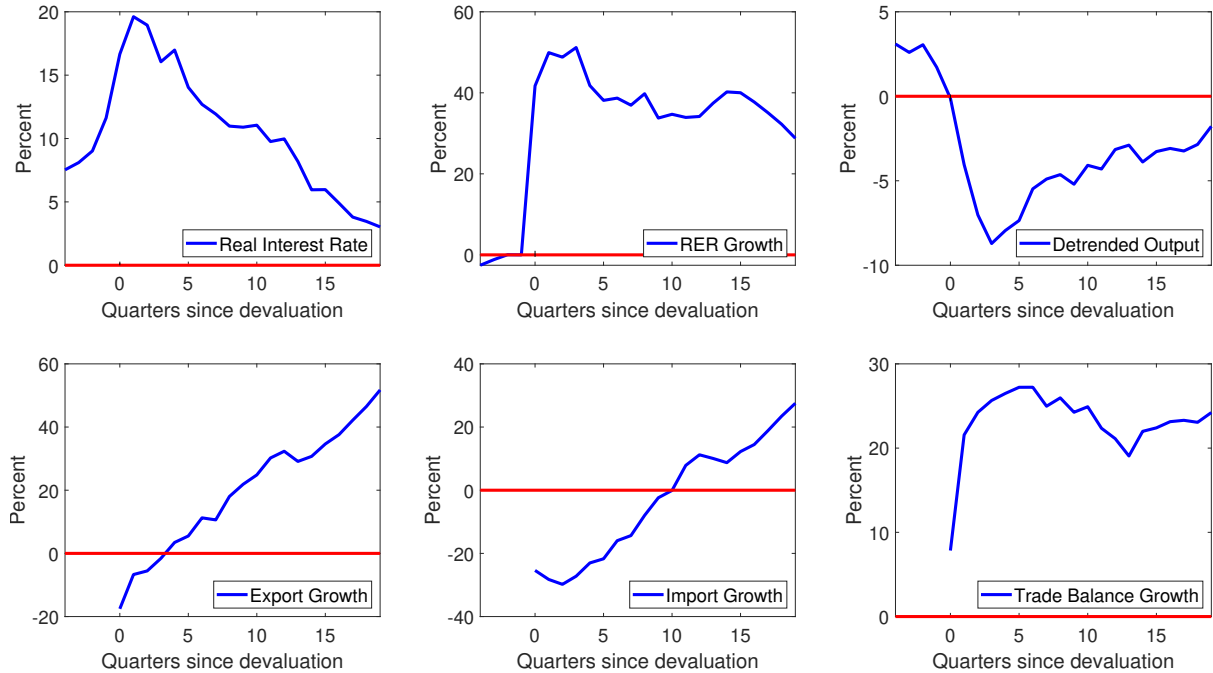 20
15
10
5
0
Percent
0 5 10 15
Quarters since devaluation
Real Interest Rate
60
40
20
0
Percent
0 5 10 15
Quarters since devaluation
RER Growth
5
0
-5
-10
Percent
0 5 10 15
Quarters since devaluation
Detrended Output
60
40
20
0
-20
Percent
0 5 10 15
Quarters since devaluation
Export Growth
40
20
0
-20
-40
Percent
0 5 10 15
Quarters since devaluation
Import Growth
30
20
10
0
Percent
0 5 10 15
Quarters since devaluation
Trade Balance Growth